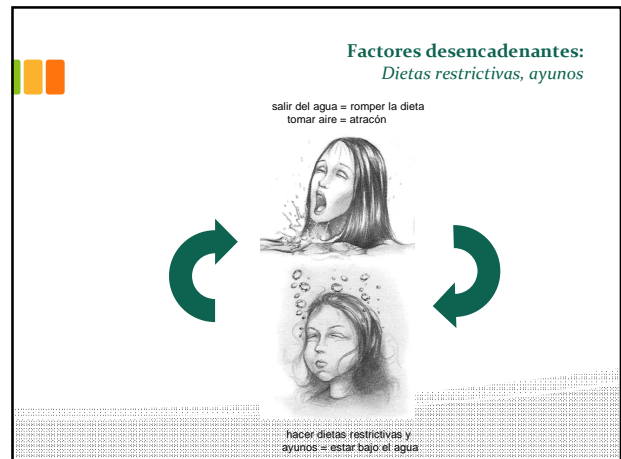 Factores desencadenantes:
Dietas restrictivas, ayunos
salir del agua = romper la dieta
tomar aire = atracón
hacer dietas restrictivas y
ayunos = estar bajo el agua